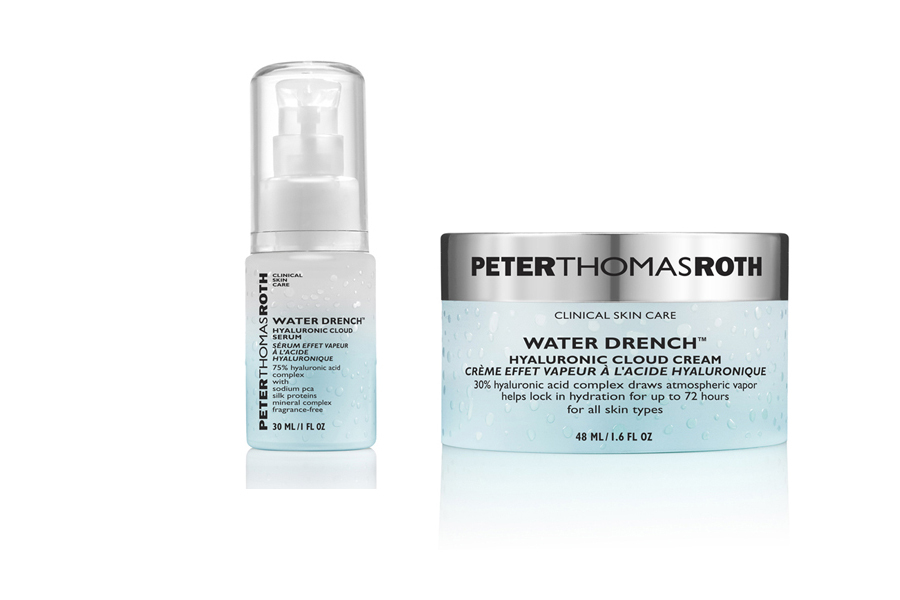 PETERTHOMASROTH
CLINICAL
SKIN
CARE
WATER DRENCH™
HYALURONIC CLOUD
SERUM
SÉRUM EFFET VAPEUR
À L'ACIDE
HYALURONIQUE
75% hyaluronic acid
complex
with
sodium pca
silk proteins
mineral complex
fragrance-free
30 ML/1 FL OZ
PETERTHOMASROTH
CLINICAL SKIN CARE
WATER DRENCH™
HYALURONIC CLOUD CREAM
CRÈME EFFET VAPEUR À L'ACIDE HYALURONIQUE
30% hyaluronic acid complex draws atmospheric vapor
helps lock in hydration for up to 72 hours
for all skin types
48 ML/1.6 FL OZ